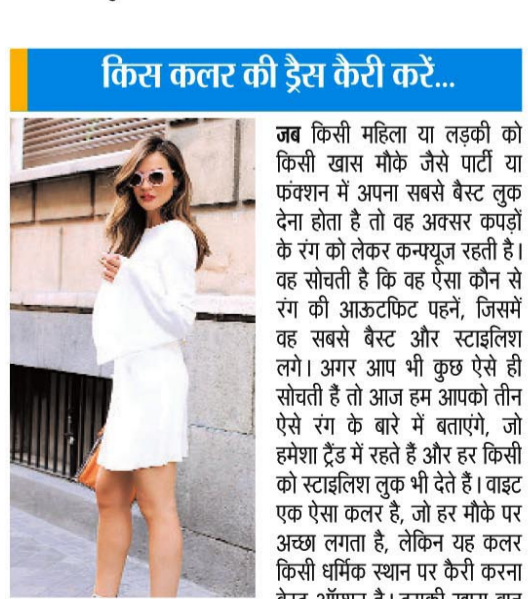 किस कलर की ड्रैस कैरी करें...
जब किसी महिला या लड़की को
किसी खास मौके जैसे पार्टी या
फंक्शन में अपना सबसे बैस्ट लुक
देना होता है तो वह अक्सर कपड़ों
के रंग को लेकर कन्फ्यूज रहती है।
वह सोचती है कि वह ऐसा कौन से
रंग की आऊटफिट पहनें, जिसमें
वह सबसे बैस्ट और स्टाइलिश
लगे। अगर आप भी कुछ ऐसे ही
सोचती हैं तो आज हम आपको तीन
ऐसे रंग के बारे में बताएंगे, जो
हमेशा ट्रैंड में रहते हैं और हर किसी
को स्टाइलिश लुक भी देते हैं। वाइट
एक ऐसा कलर है, जो हर मौके पर
अच्छा लगता है, लेकिन यह कलर
किसी धर्मिक स्थान पर कैरी करना